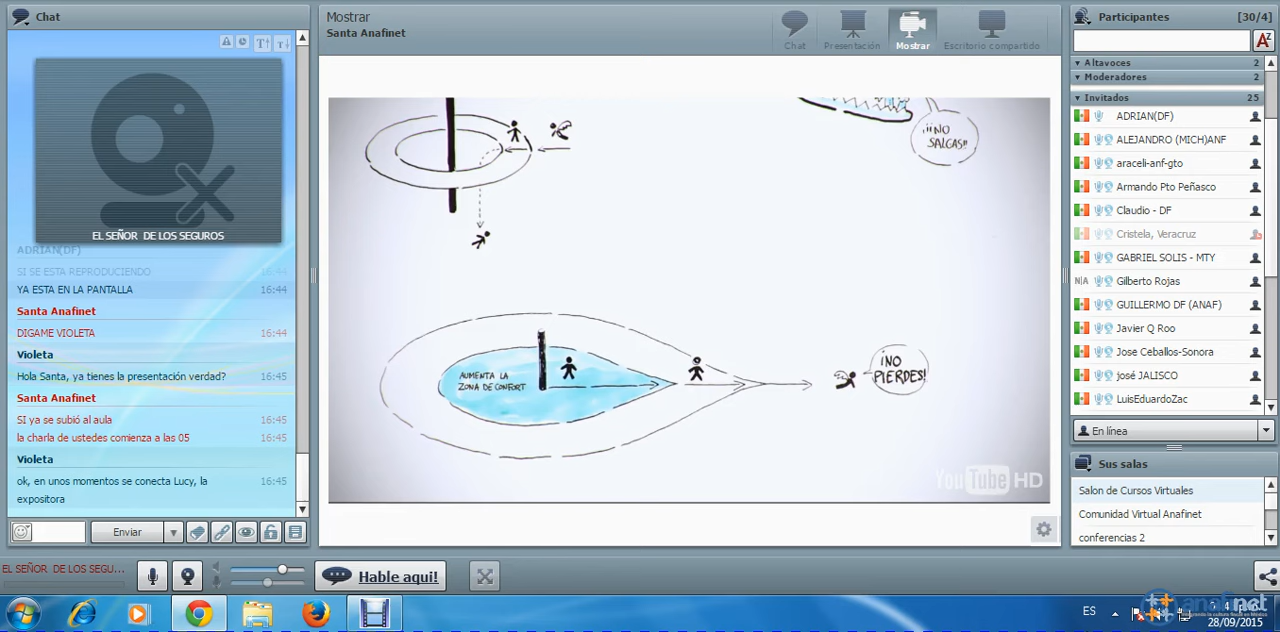 Chat
EL SEÑOR DE LOS SEGUROS
ADRIAN(DF)
SI SE ESTA REPRODUCIENDO 16:44
YA ESTA EN LA PANTALLA 16:44
Santa Anafinet
DIGAME VIOLETA 16:44
Violeta
Hola Santa, ya tienes la presentación verdad? 16:45
Santa Anafinet
SI ya se subió al aula 16:45
la charla de ustedes comienza a las 05 16:45
Violeta
ok, en unos momentos se conecta Lucy, la 16:45
expositora
Enviar
Mostrar
Santa Anafinet
Chat
Presentación
Mostrar
Escritorio compartido
¡¡NO
SALGAS!!
AUMENTA LA
ZONA DE CONFORT
¡NO
PIERDES!
YouTube HD
Participantes [30/4]
Altavoces 2
Moderadores 2
Invitados 25
ADRIAN(DF)
ALEJANDRO (MICH)ANF
araceli-anf-gto
Armando Pto Peñasco
Claudio - DF
Cristela, Veracruz
GABRIEL SOLIS - MTY
N/A Gilberto Rojas
GUILLERMO DF (ANAF)
Javier Q Roo
Jose Ceballos-Sonora
josé JALISCO
LuisEduardoZac
En línea
Sus salas
Salon de Cursos Virtuales
Comunidad Virtual Anafinet
conferencias 2
EL SEÑOR DE LOS SEGU...
Hable aqui!
ES
anafinet
28/09/2015